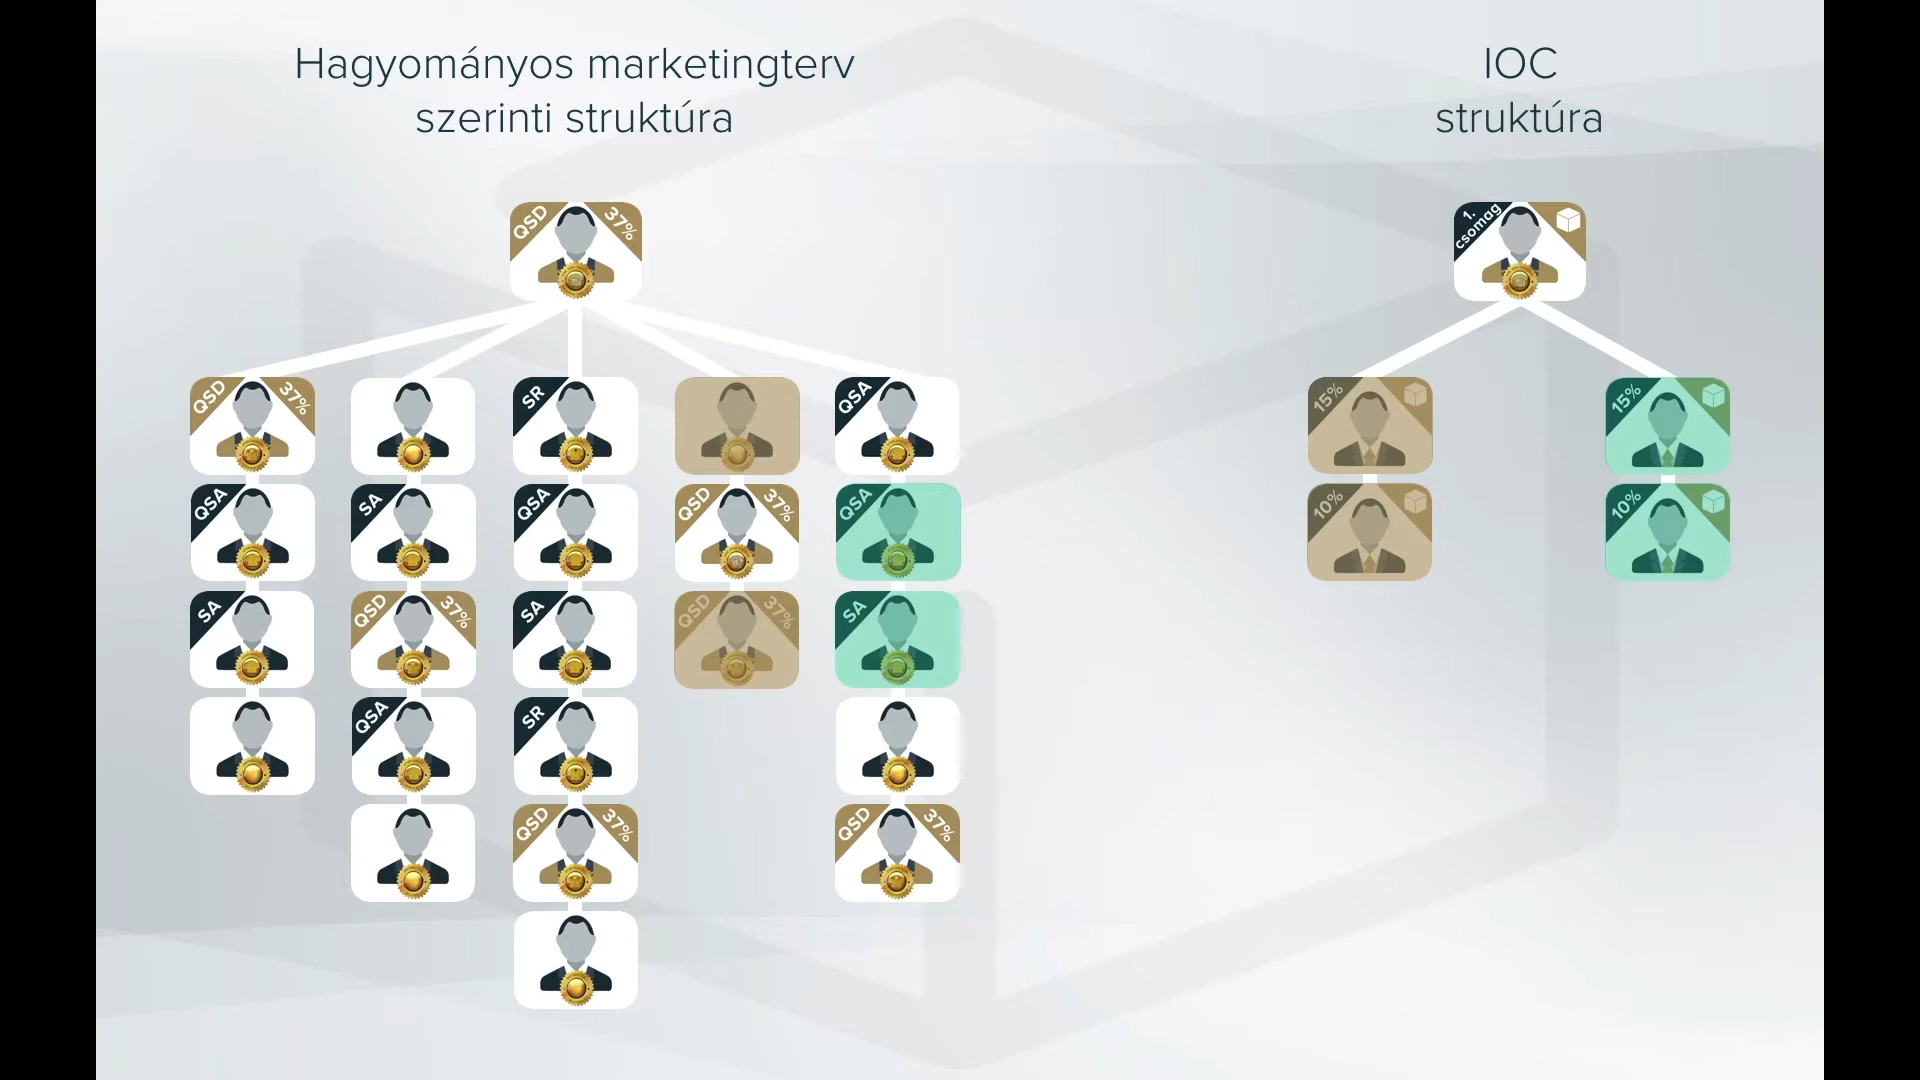 Hagyományos marketingterv
szerinti struktúra
IOC
struktúra
QSD 37%
1.
csomag
QSD 37%
SR
QSA
15%
15%
QSA
SA
QSA
QSD 37%
QSA
10%
10%
SA
QSD 37%
SA
QSD 37%
SA
QSA
SR
QSD 37%
QSD 37%